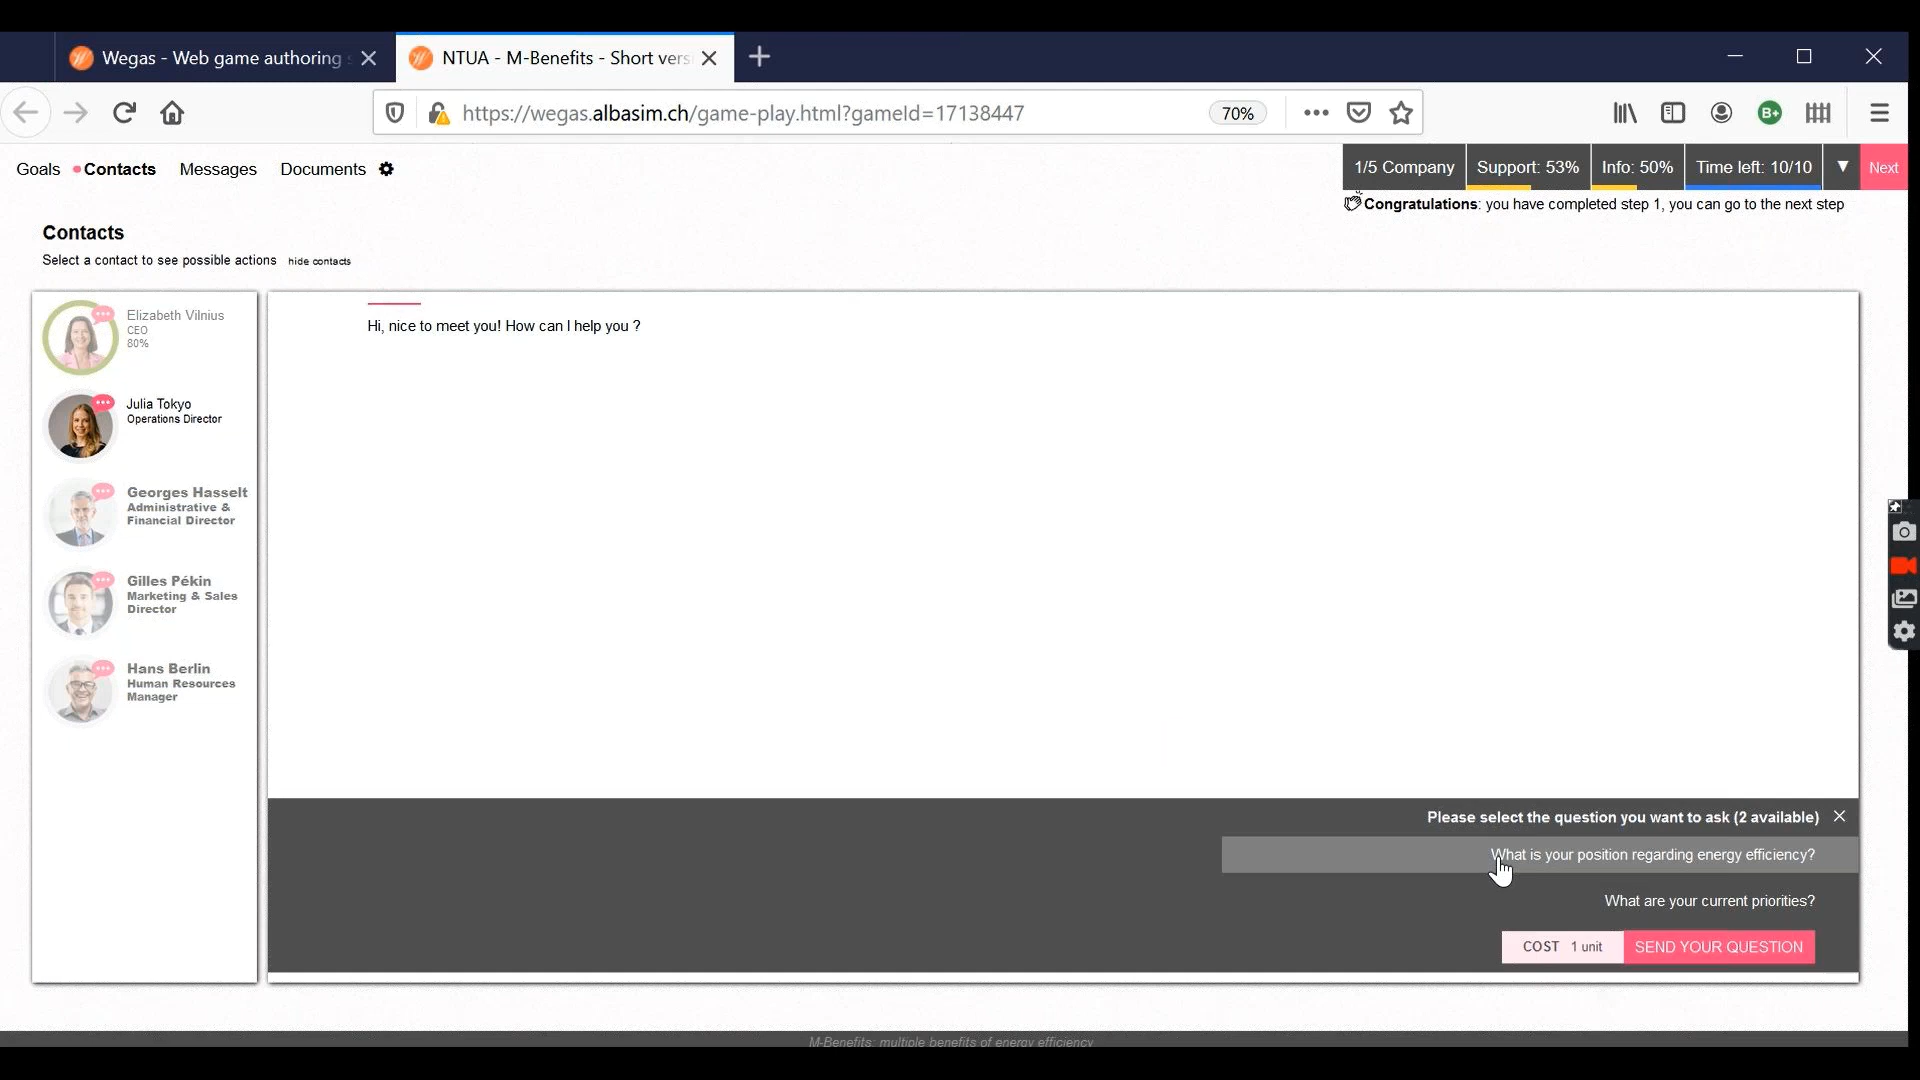 Wegas - Web game authoring s
NTUA - M-Benefits - Short vers
https://wegas.albasim.ch/game-play.html?gameId=17138447
70%
B+
Goals
Contacts
Messages
Documents
1/5 Company
Support: 53%
Info: 50%
Time left: 10/10
Next
Congratulations: you have completed step 1, you can go to the next step
Contacts
Select a contact to see possible actions hide contacts
Elizabeth Vilnius
CEO
80%
Julia Tokyo
Operations Director
Georges Hasselt
Administrative &
Financial Director
Gilles Pékin
Marketing & Sales
Director
Hans Berlin
Human Resources
Manager
Hi, nice to meet you! How can I help you ?
Please select the question you want to ask (2 available)
What is your position regarding energy efficiency?
What are your current priorities?
COST 1 unit
SEND YOUR QUESTION
M-Benefits: multiple benefits of energy efficiency